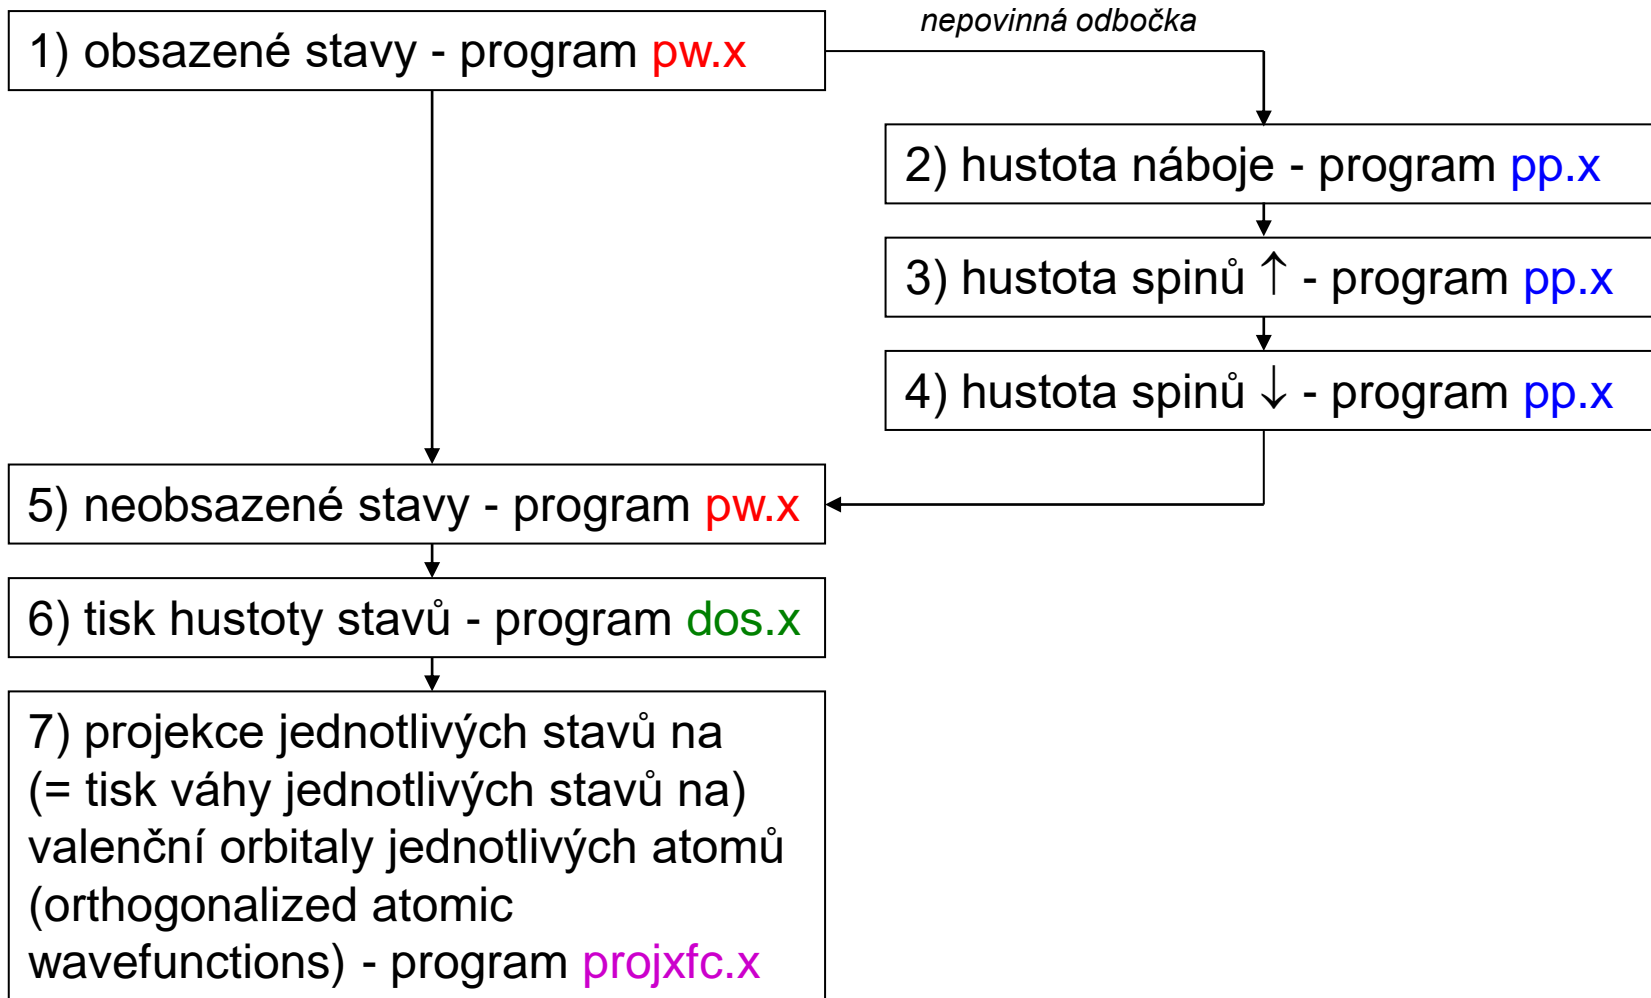 1) obsazené stavy - program pw.x
nepovinná odbočka
2) hustota náboje - program pp.x
3) hustota spinů ↑ - program pp.x
4) hustota spinů ↓ - program pp.x
5) neobsazené stavy - program pw.x
6) tisk hustoty stavů - program dos.x
7) projekce jednotlivých stavů na
(= tisk váhy jednotlivých stavů na)
valenční orbitaly jednotlivých atomů
(orthogonalized atomic
wavefunctions) - program projxfc.x